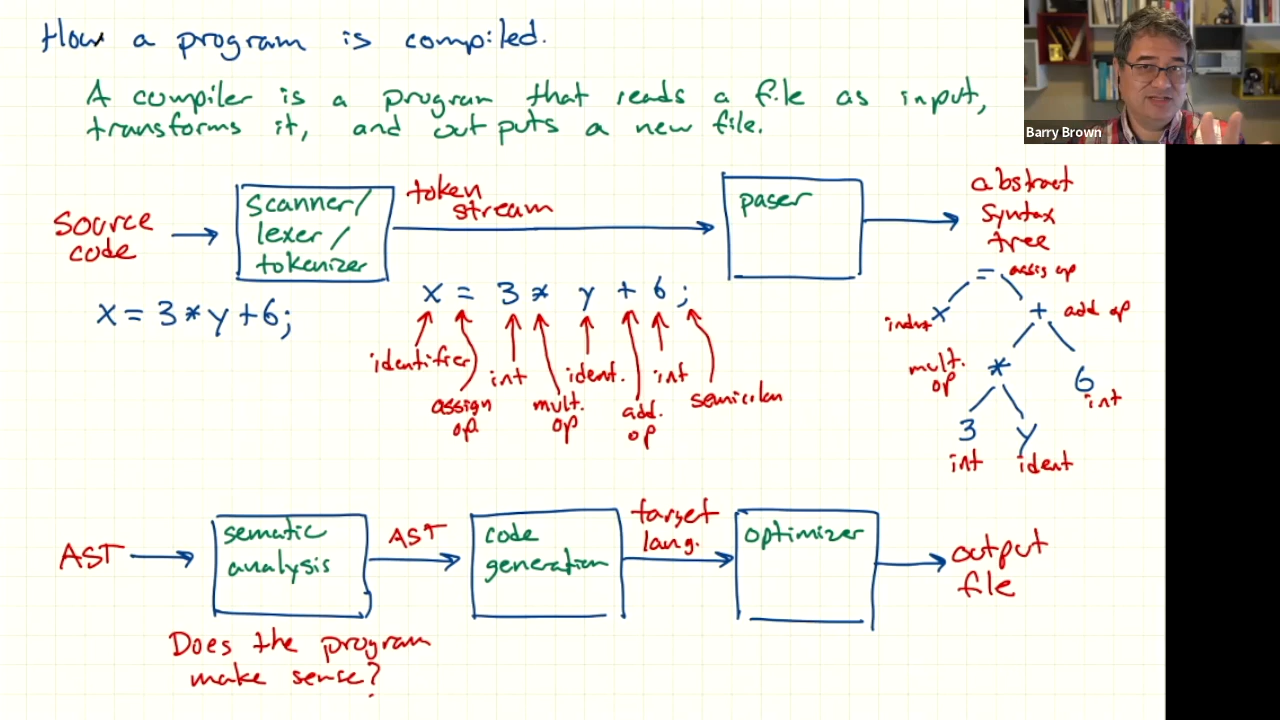 How a program is compiled.
A compiler is a program that reads a file as input,
transforms it, and outputs a new file.
Barry Brown
source
code
scanner/
lexer/
tokenizer
token
stream
paser
abstract
syntax
tree
x = 3 * y + 6;
x = 3 * y + 6 ;
identifier
assign
op.
int
mult.
op
ident.
add.
op
int
semicolon
=
assig op
x
+
add op
mult.
op
*
6
int
3
int
y
ident
AST
sematic
analysis
AST
code
generation
target
lang.
optimizer
output
file
Does the program
make sense?